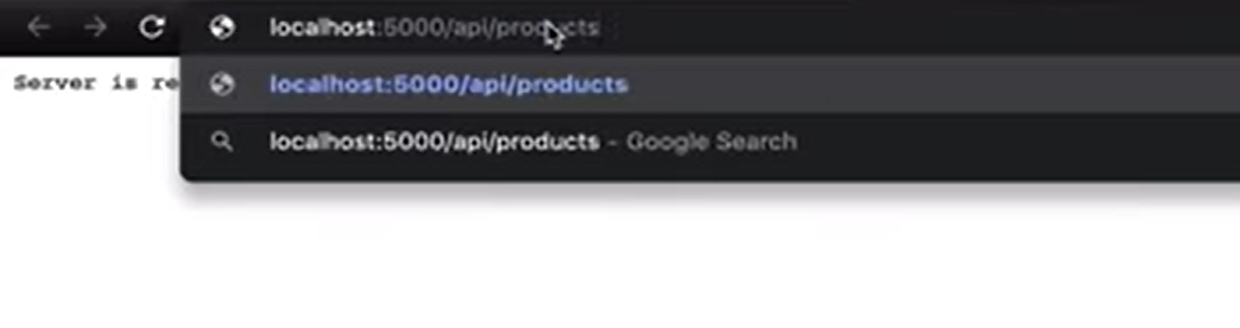 localhost:5000/api/products
Server is re
localhost:5000/api/products
localhost:5000/api/products - Google Search